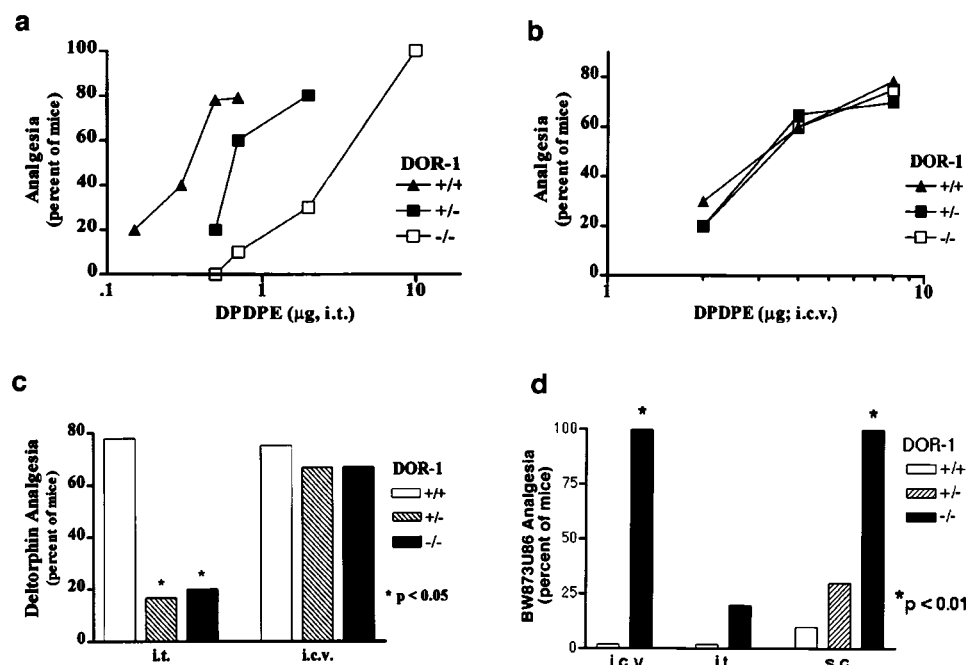 a
Analgesia
(percent of mice)
100
80
60
40
20
0
.1
1
10
DPDPE (µg, i.t.)
DOR-1
+/+
+/-
-/-
b
Analgesia
(percent of mice)
80
60
40
20
0
1
10
DPDPE (µg; i.c.v.)
DOR-1
+/+
+/-
-/-
c
Deltorphin Analgesia
(percent of mice)
80
60
40
20
0
* *
i.t.
i.c.v.
DOR-1
+/+
+/-
-/-
* p < 0.05
d
BW873U86 Analgesia
(percent of mice)
100
75
50
25
0
* *
i.c.v.
i.t.
s.c.
DOR-1
+/+
+/-
-/-
* p < 0.01